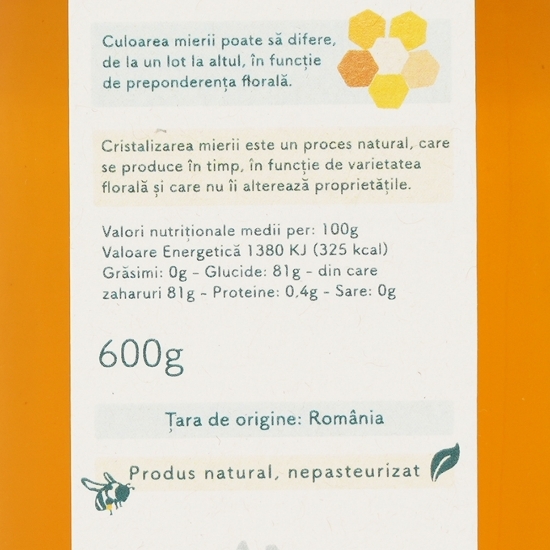 Culoarea mierii poate să difere,
de la un lot la altul, în funcție
de preponderența florală.
Cristalizarea mierii este un proces natural, care
se produce în timp, în funcție de varietatea
florală și care nu îi alterează proprietățile.
Valori nutriționale medii per: 100g
Valoare Energetică 1380 KJ (325 kcal)
Grăsimi: 0g - Glucide: 81g - din care
zaharuri 81g - Proteine: 0,4g - Sare: 0g
600g
Țara de origine: România
Produs natural, nepasteurizat